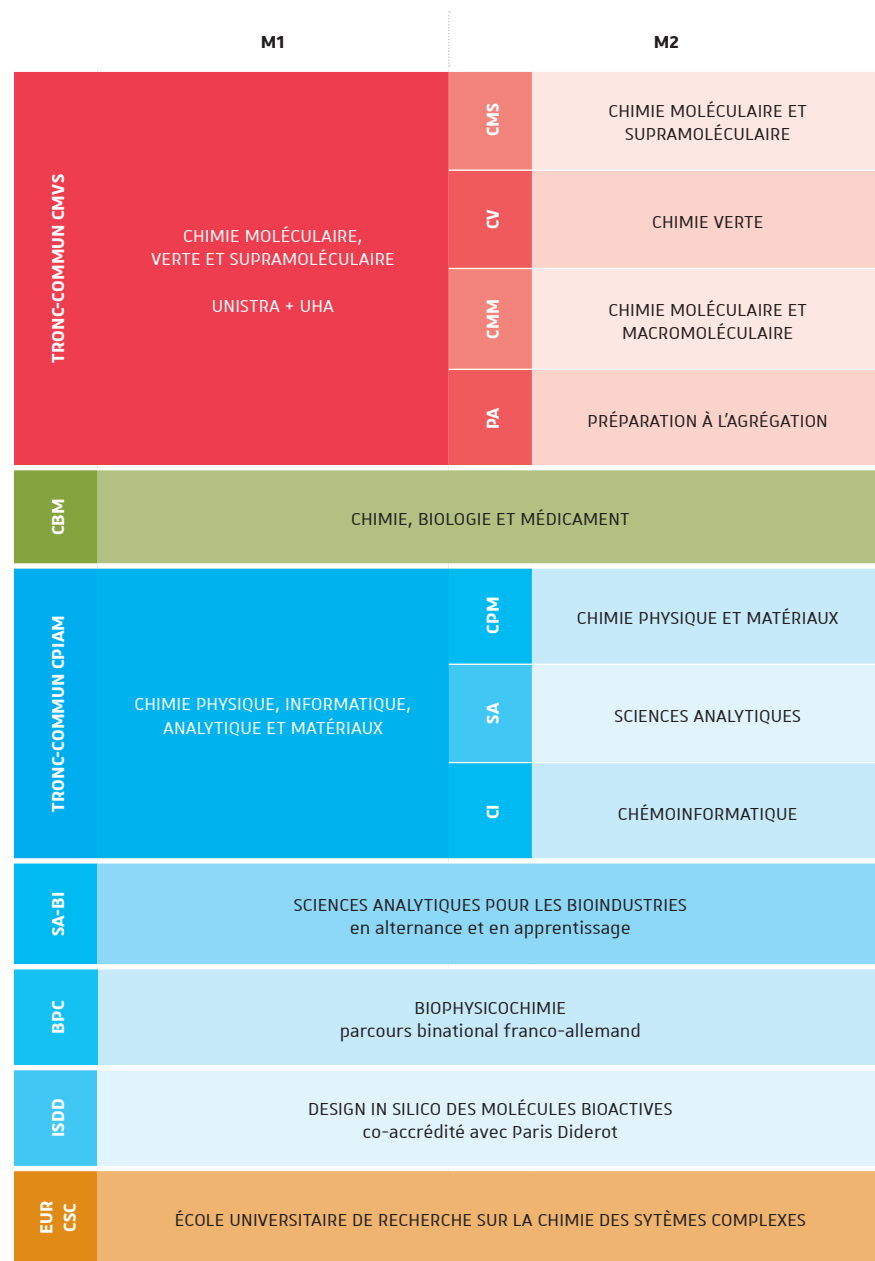 M1
M2
TRONC-COMMUN CMVS
CHIMIE MOLÉCULAIRE,
VERTE ET SUPRAMOLÉCULAIRE
UNISTRA + UHA
CMS
CHIMIE MOLÉCULAIRE ET
SUPRAMOLÉCULAIRE
CV
CHIMIE VERTE
CMM
CHIMIE MOLÉCULAIRE ET
MACROMOLÉCULAIRE
PA
PRÉPARATION À L'AGRÉGATION
CBM
CHIMIE, BIOLOGIE ET MÉDICAMENT
TRONC-COMMUN CPIAM
CHIMIE PHYSIQUE, INFORMATIQUE,
ANALYTIQUE ET MATÉRIAUX
CPM
CHIMIE PHYSIQUE ET MATÉRIAUX
SA
SCIENCES ANALYTIQUES
CI
CHÉMOINFORMATIQUE
SA-BI
SCIENCES ANALYTIQUES POUR LES BIOINDUSTRIES
en alternance et en apprentissage
BPC
BIOPHYSICOCHIMIE
parcours binational franco-allemand
ISDD
DESIGN IN SILICO DES MOLÉCULES BIOACTIVES
co-accrédité avec Paris Diderot
EUR
CSC
ÉCOLE UNIVERSITAIRE DE RECHERCHE SUR LA CHIMIE DES SYTÈMES COMPLEXES